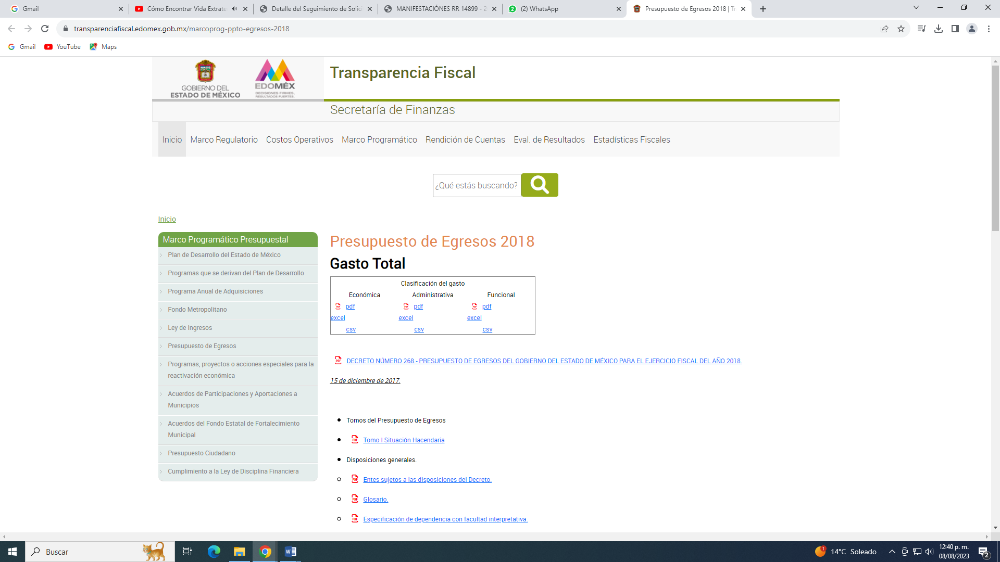 Gmail
Cómo Encontrar Vida Extrate
Detalle del Seguimiento de Solici
MANIFESTACIÓNES RR 14899 - 2
(2) WhatsApp
Presupuesto de Egresos 2018 | Tr
transparenciafiscal.edomex.gob.mx/marcoprog-ppto-egresos-2018
Gmail
YouTube
Maps
GOBIERNO DEL
ESTADO DE MÉXICO
EDOMÉX
DECISIONES FIRMES,
RESULTADOS FUERTES.
Transparencia Fiscal
Secretaría de Finanzas
Inicio
Marco Regulatorio
Costos Operativos
Marco Programático
Rendición de Cuentas
Eval. de Resultados
Estadísticas Fiscales
¿Qué estás buscando?
Inicio
Marco Programático Presupuestal
Plan de Desarrollo del Estado de México
Programas que se derivan del Plan de Desarrollo
Programa Anual de Adquisiciones
Fondo Metropolitano
Ley de Ingresos
Presupuesto de Egresos
Programas, proyectos o acciones especiales para la
reactivación económica
Acuerdos de Participaciones y Aportaciones a
Municipios
Acuerdos del Fondo Estatal de Fortalecimiento
Municipal
Presupuesto Ciudadano
Cumplimiento a la Ley de Disciplina Financiera
Presupuesto de Egresos 2018
Gasto Total
Clasificación del gasto
Económica Administrativa Funcional
pdf pdf pdf
excel excel excel
csv csv csv
DECRETO NÚMERO 268.- PRESUPUESTO DE EGRESOS DEL GOBIERNO DEL ESTADO DE MÉXICO PARA EL EJERCICIO FISCAL DEL AÑO 2018.
15 de diciembre de 2017.
Tomos del Presupuesto de Egresos
Tomo I Situación Hacendaria
Disposiciones generales.
Entes sujetos a las disposiciones del Decreto.
Glosario.
Especificación de dependencia con facultad interpretativa.
Buscar
14°C Soleado
12:40 p. m.
08/08/2023
2